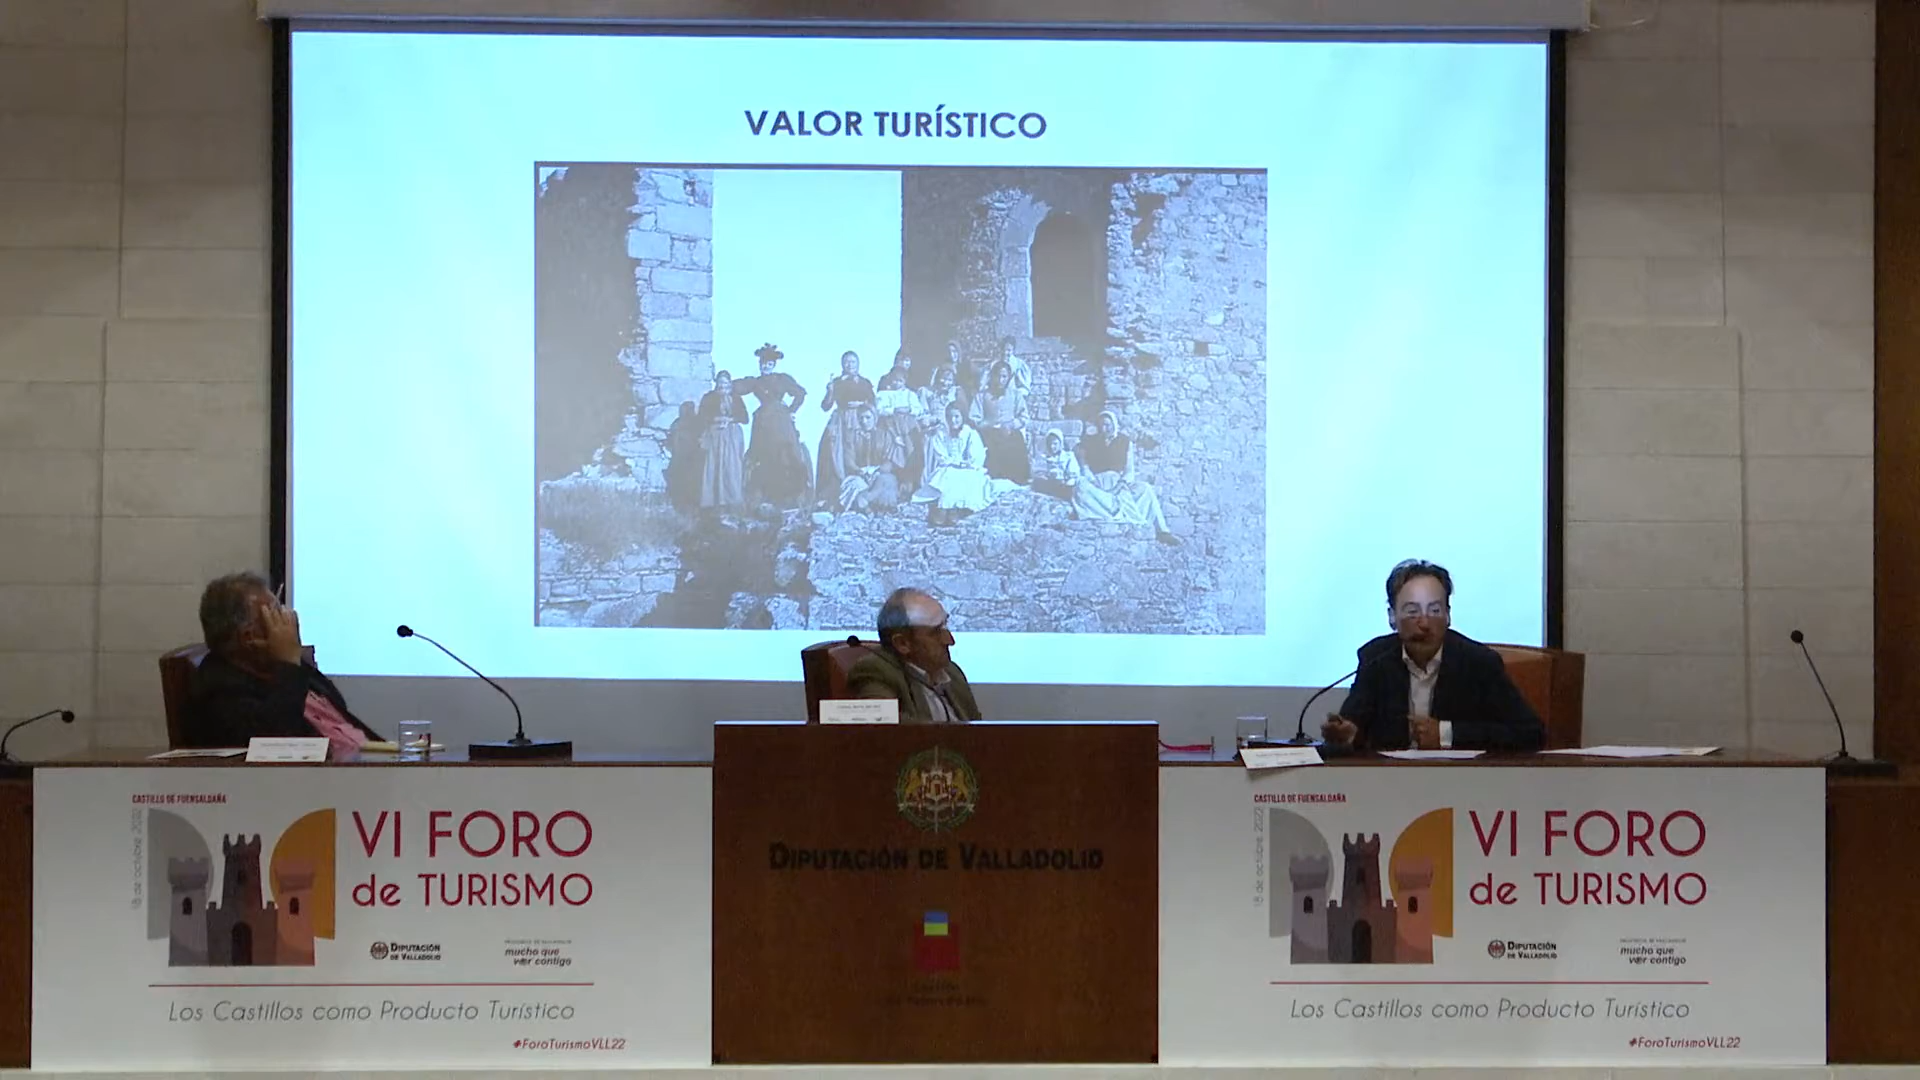 VALOR TURÍSTICO
CASTILLO DE FUENSALDAÑA
18 de octubre 2022
VI FORO
de TURISMO
DIPUTACIÓN
DE VALLADOLID
mucho que
ver contigo
Los Castillos como Producto Turístico
#ForoTurismoVLL22
DIPUTACIÓN DE VALLADOLID
CASTILLO DE FUENSALDAÑA
18 de octubre 2022
VI FORO
de TURISMO
DIPUTACIÓN
DE VALLADOLID
mucho que
ver contigo
Los Castillos como Producto Turístico
#ForoTurismoVLL22